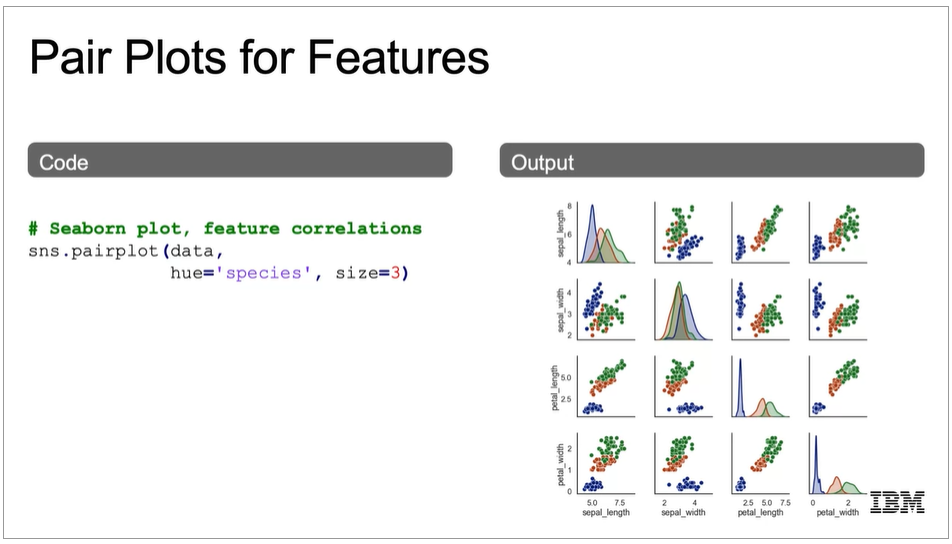 Pair Plots for Features
Code
# Seaborn plot, feature correlations
sns.pairplot(data,
hue='species', size=3)
Output
sepal_length
8
6
4
sepal_width
4
3
2
petal_length
5.0
2.5
petal_width
2
1
0
5.0 7.5
sepal_length
2 4
sepal_width
2.5 5.0 7.5
petal_length
0 2
petal_width
IBM